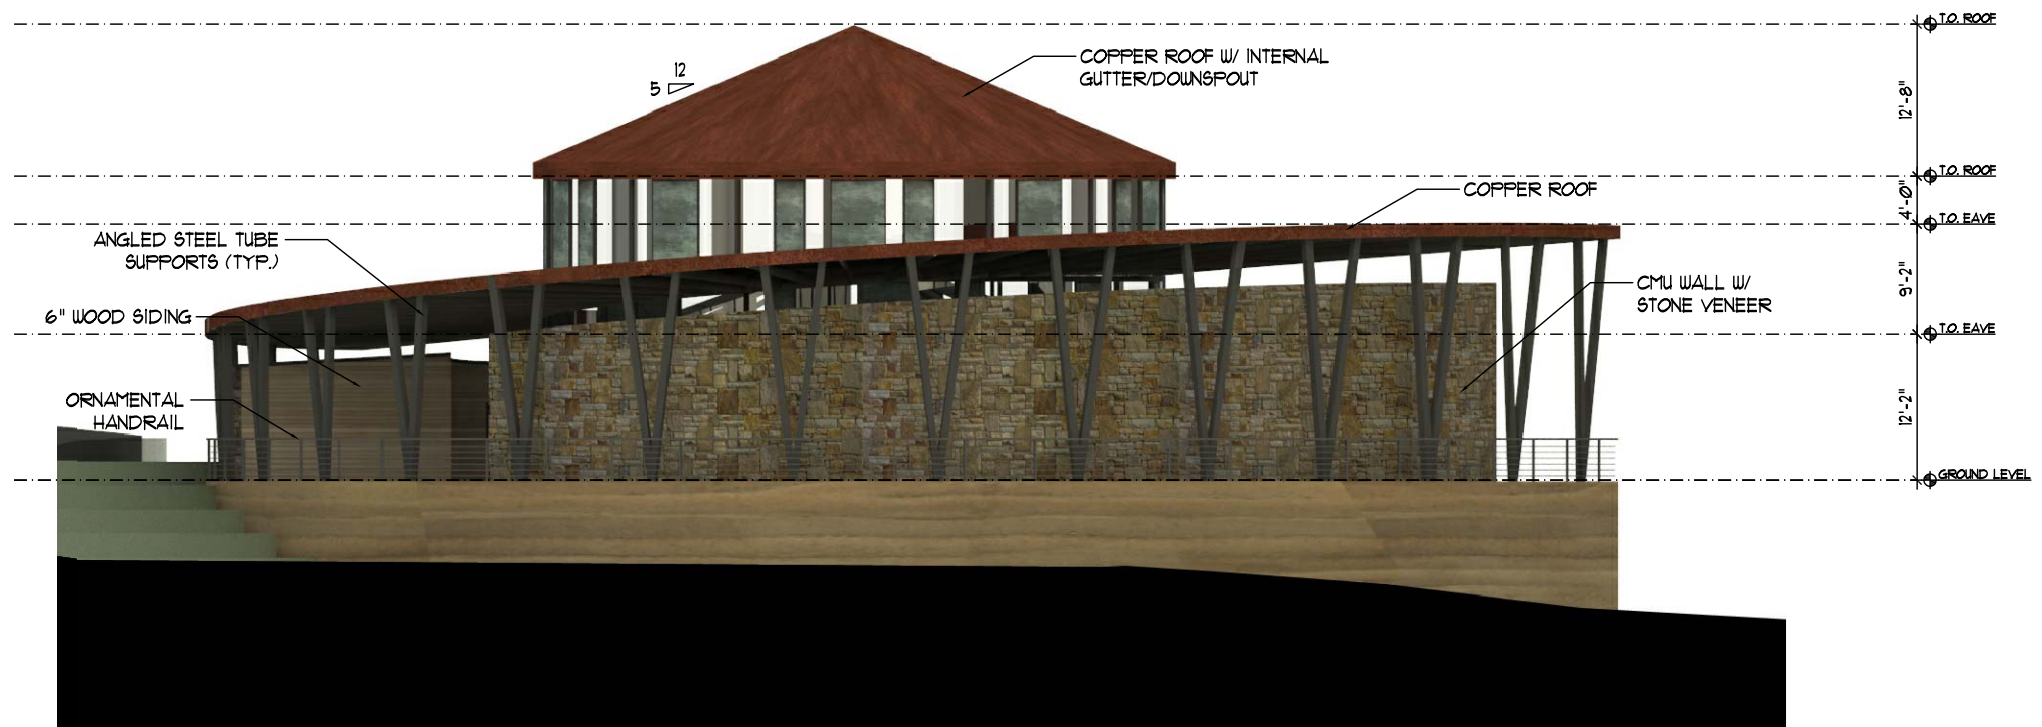 T.O. ROOF
COPPER ROOF W/ INTERNAL
GUTTER/DOWNSPOUT
12
5
12'-8"
T.O. ROOF
COPPER ROOF
4'-0"
T.O. EAVE
ANGLED STEEL TUBE
SUPPORTS (TYP.)
CMU WALL W/
STONE VENEER
9'-2"
6" WOOD SIDING
T.O. EAVE
ORNAMENTAL
HANDRAIL
12'-2"
GROUND LEVEL